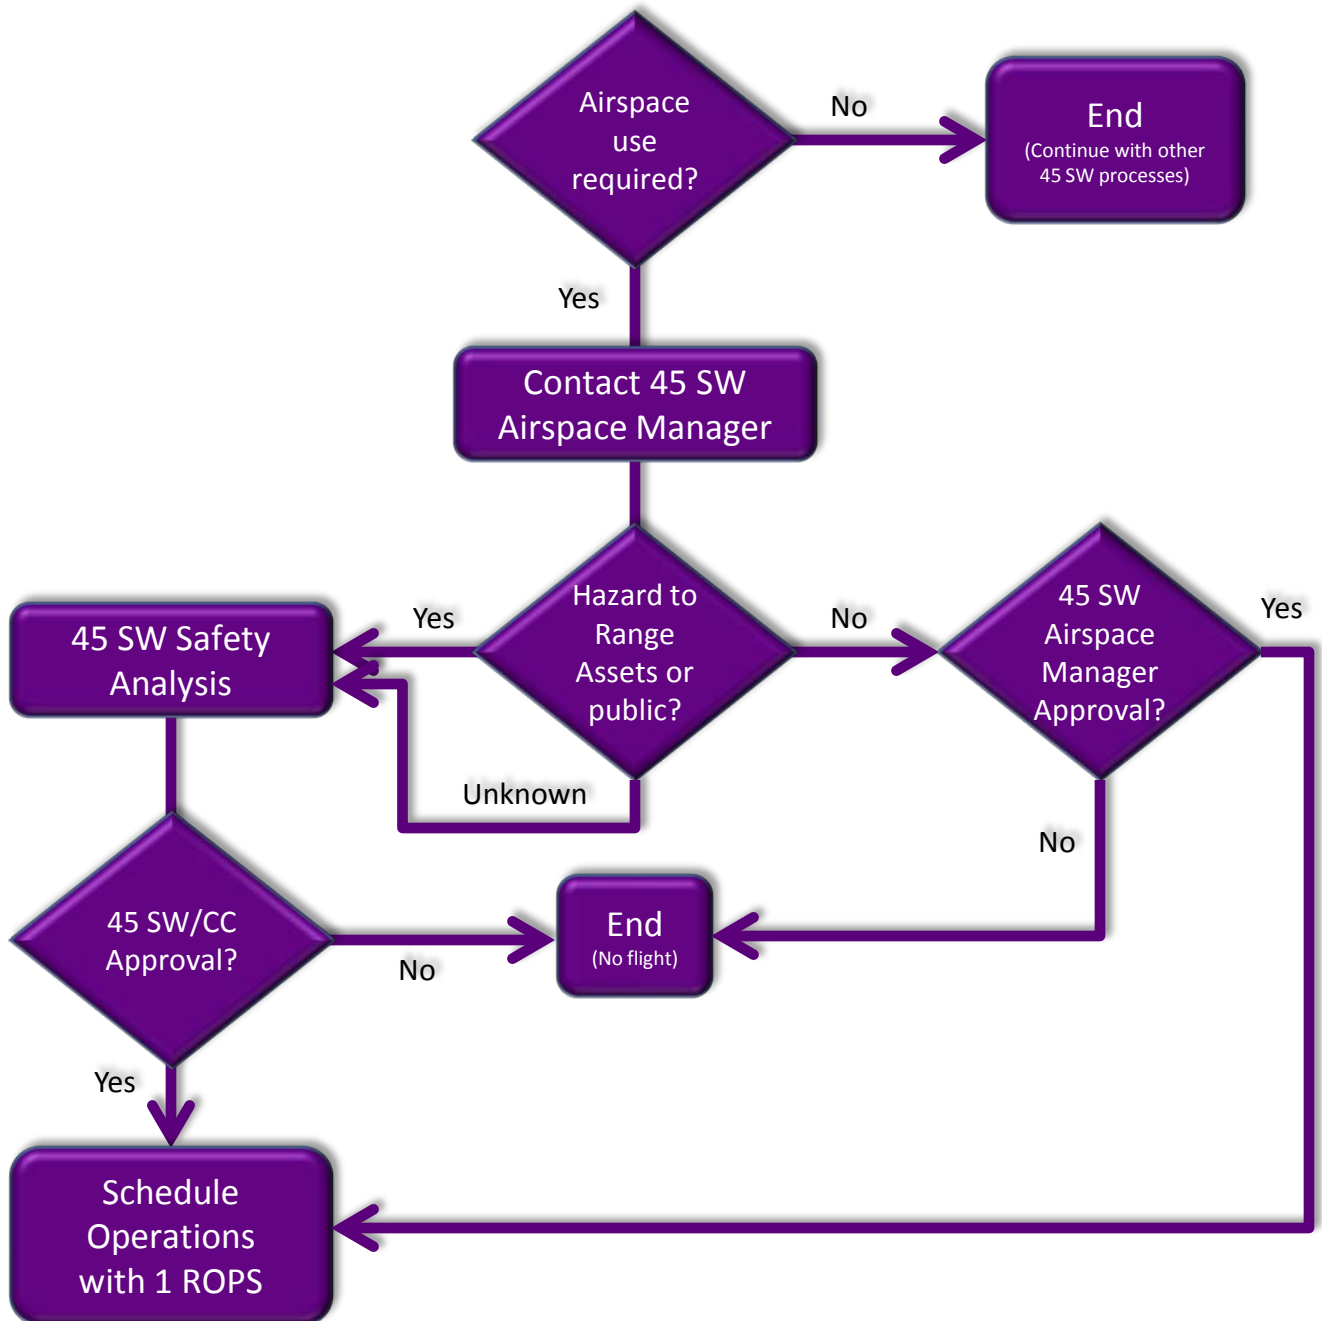 Airspace
use
required?
No
End
(Continue with other
45 SW processes)
Yes
Contact 45 SW
Airspace Manager
Hazard to
Range
Assets or
public?
Yes
No
Unknown
45 SW Safety
Analysis
45 SW
Airspace
Manager
Approval?
Yes
No
45 SW/CC
Approval?
No
End
(No flight)
Yes
Schedule
Operations
with 1 ROPS